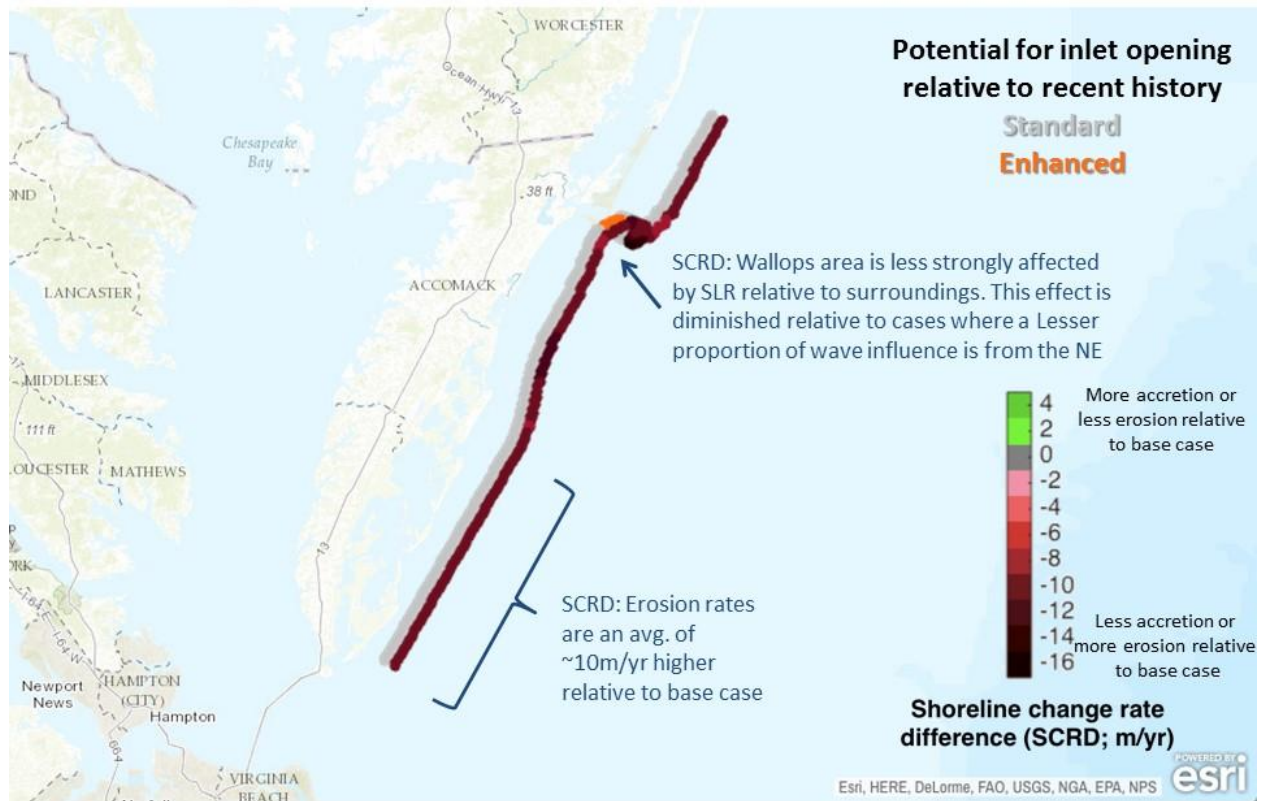 WORCESTER
Potential for inlet opening
relative to recent history
Standard
Enhanced
Ocean Hwy 13
Chesapeake
Bay
38 ft
SCRD: Wallops area is less strongly affected
by SLR relative to surroundings. This effect is
diminished relative to cases where a Lesser
proportion of wave influence is from the NE
ACCOMACK
LANCASTER
MIDDLESEX
111 ft
OUCESTER
MATHEWS
More accretion or
less erosion relative
to base case
4
2
0
-2
-4
-6
-8
-10
-12
-14
-16
Less accretion or
more erosion relative
to base case
13
SCRD: Erosion rates
are an avg. of
~10m/yr higher
relative to base case
ORK
I-64 E
I-64 W
Newport
News
HAMPTON
(CITY)
Hampton
664
VIRGINIA
BEACH
Shoreline change rate
difference (SCRD; m/yr)
POWERED BY
esri
Esri, HERE, DeLorme, FAO, USGS, NGA, EPA, NPS